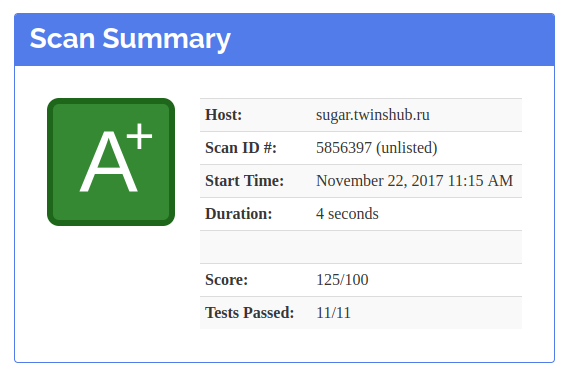 Scan Summary
A+
Host: sugar.twinshub.ru
Scan ID #: 5856397 (unlisted)
Start Time: November 22, 2017 11:15 AM
Duration: 4 seconds
Score: 125/100
Tests Passed: 11/11